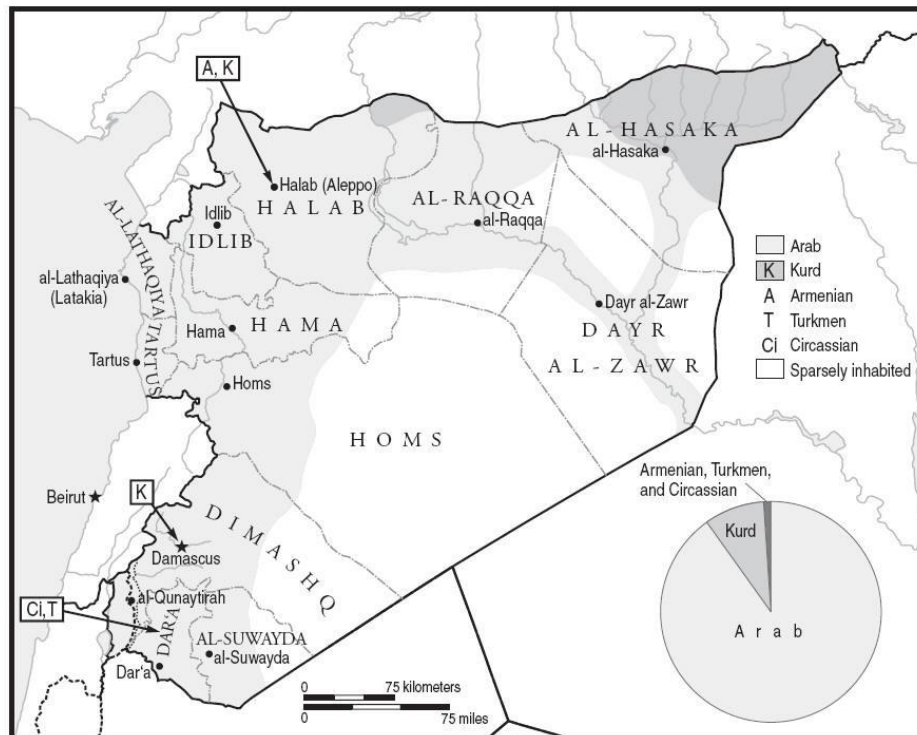 A, K
AL-HASAKA
al-Hasaka
Halab (Aleppo)
HALAB
AL-RAQQA
al-Raqqa
Idlib
IDLIB
AL-LATHAQIYA
al-Lathaqiya
(Latakia)
TARTUS
Tartus
Hama
HAMA
Homs
HOMS
Dayr al-Zawr
DAYR
AL-ZAWR
Arab
K Kurd
A Armenian
T Turkmen
Ci Circassian
Sparsely inhabited
Beirut
K
Damascus
DIMASHQ
Ci,T
al-Qunaytirah
DAR'A
AL-SUWAYDA
al-Suwayda
Dar'a
0 75 kilometers
0 75 miles
Armenian, Turkmen,
and Circassian
Kurd
Arab